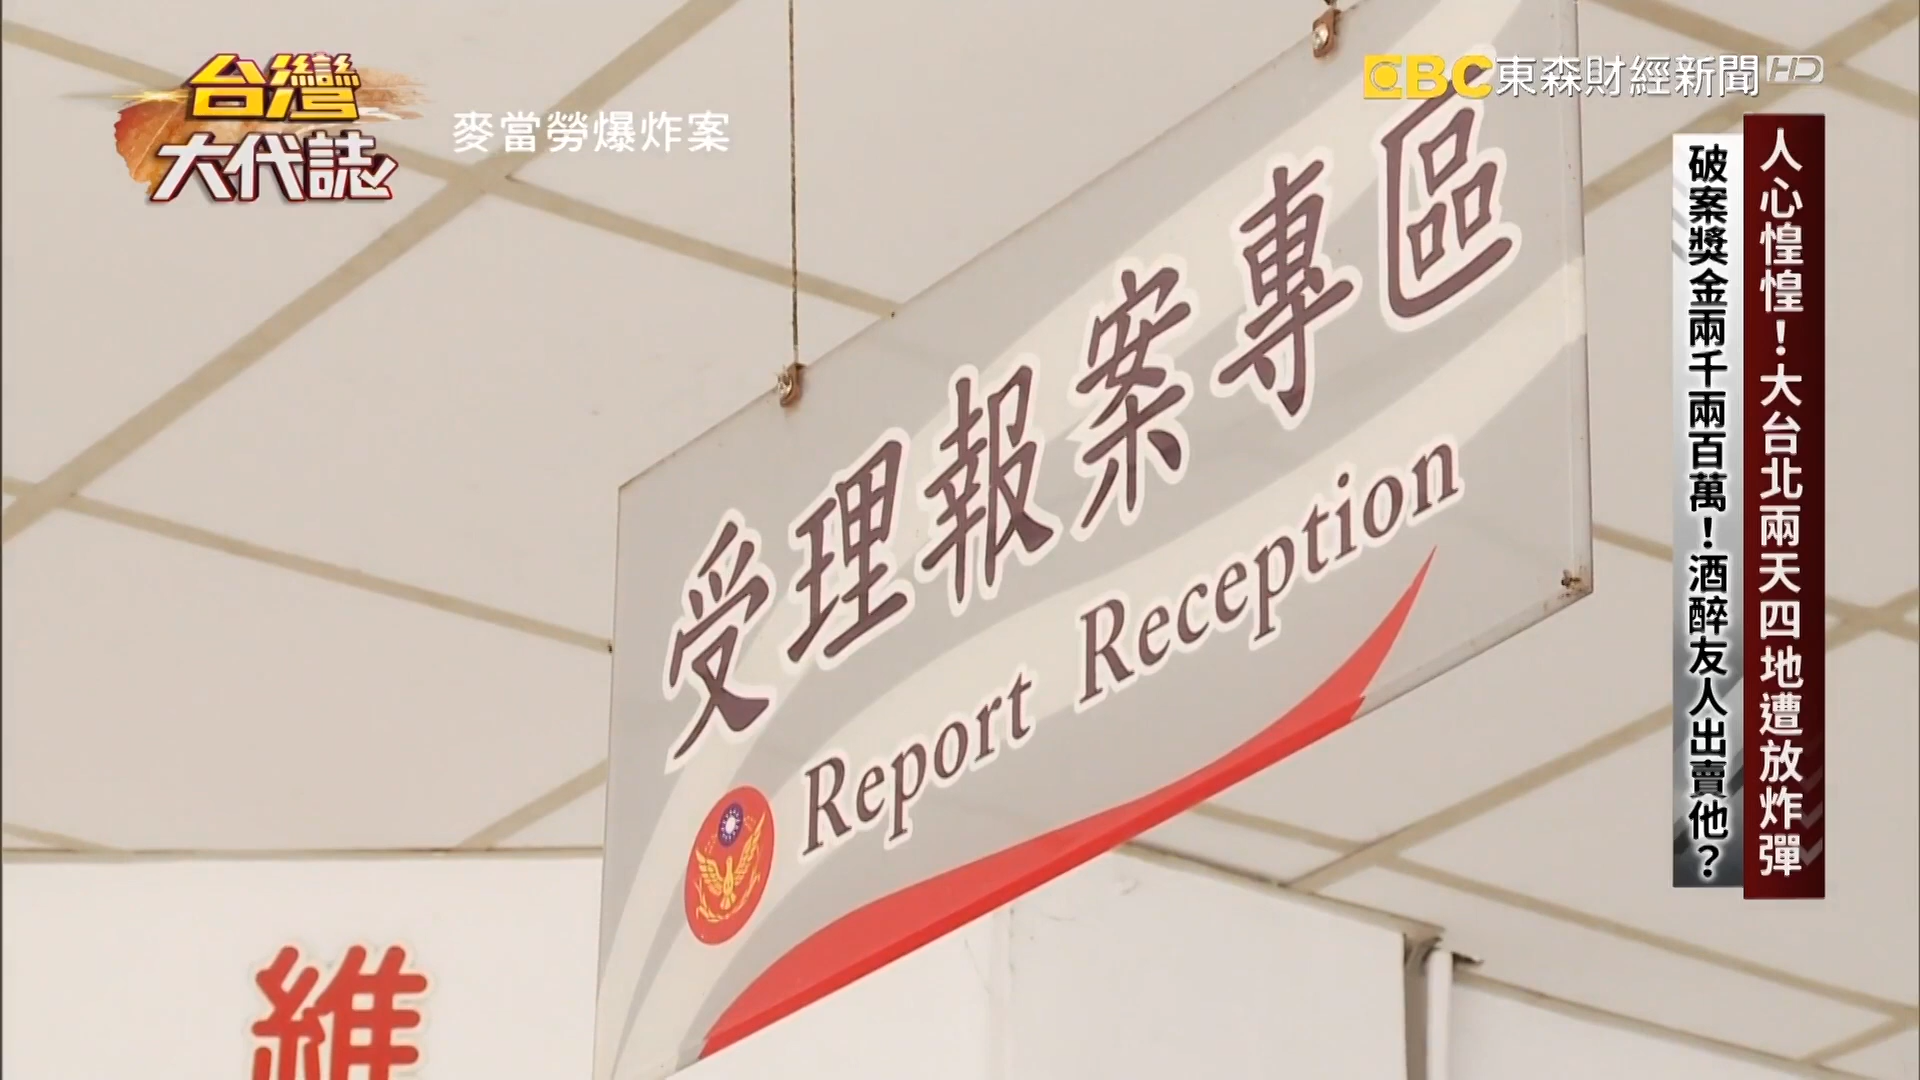 台灣
大代誌
麥當勞爆炸案
EBC東森財經新聞HD
人心惶惶！大台北兩天四地遭放炸彈
破案獎金兩千兩百萬！酒醉友人出賣他？
受理報案專區
Report Reception
維